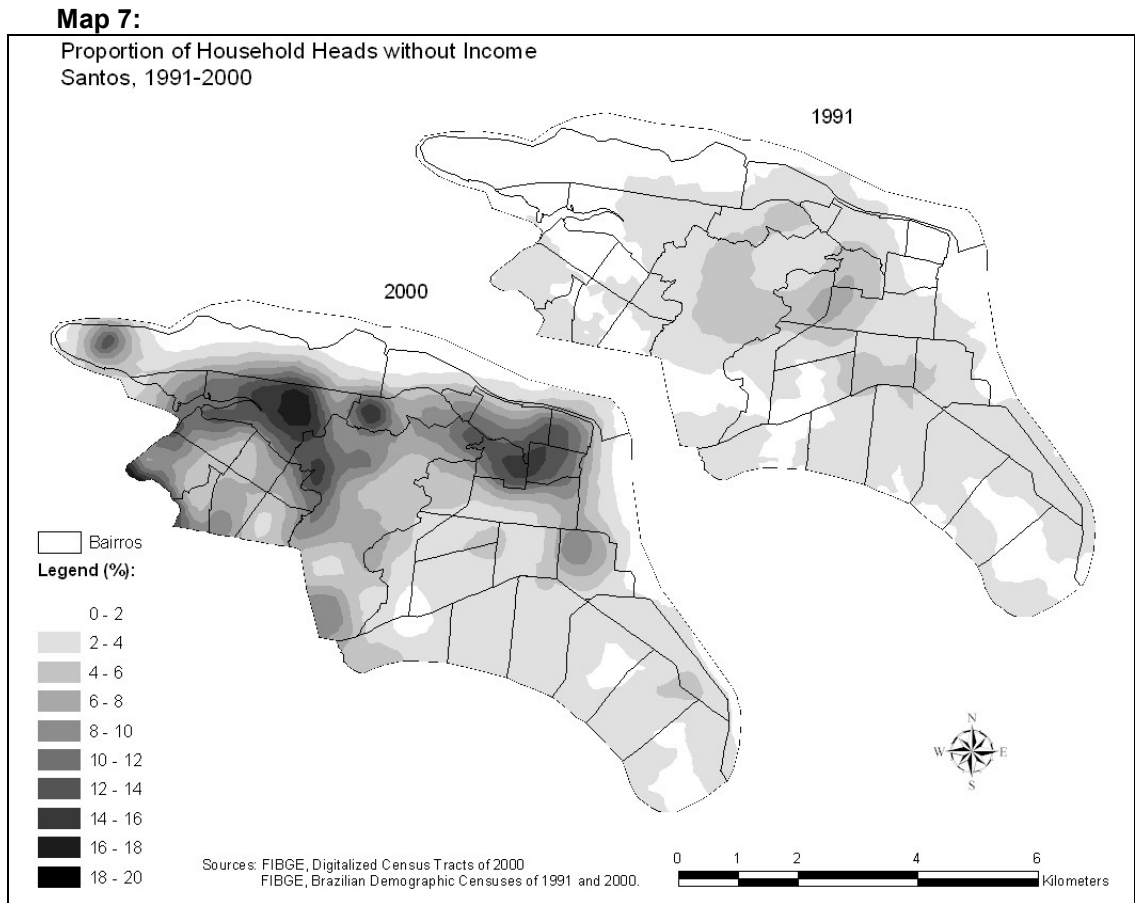 Map 7:
Proportion of Household Heads without Income
Santos, 1991-2000
1991
2000
Bairros
Legend (%):
0 - 2
2 - 4
4 - 6
6 - 8
8 - 10
10 - 12
12 - 14
14 - 16
16 - 18
18 - 20
N
W E
S
Sources: FIBGE, Digitalized Census Tracts of 2000
FIBGE, Brazilian Demographic Censuses of 1991 and 2000.
0 1 2 4 6
Kilometers